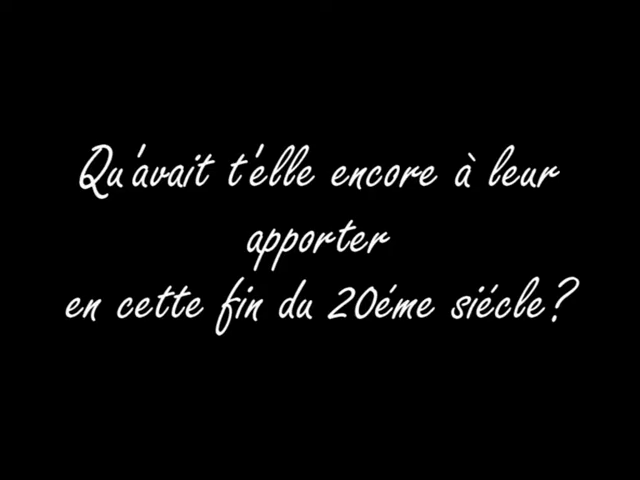 Qu'avait t'elle encore à leur
apporter
en cette fin du 20éme siécle?